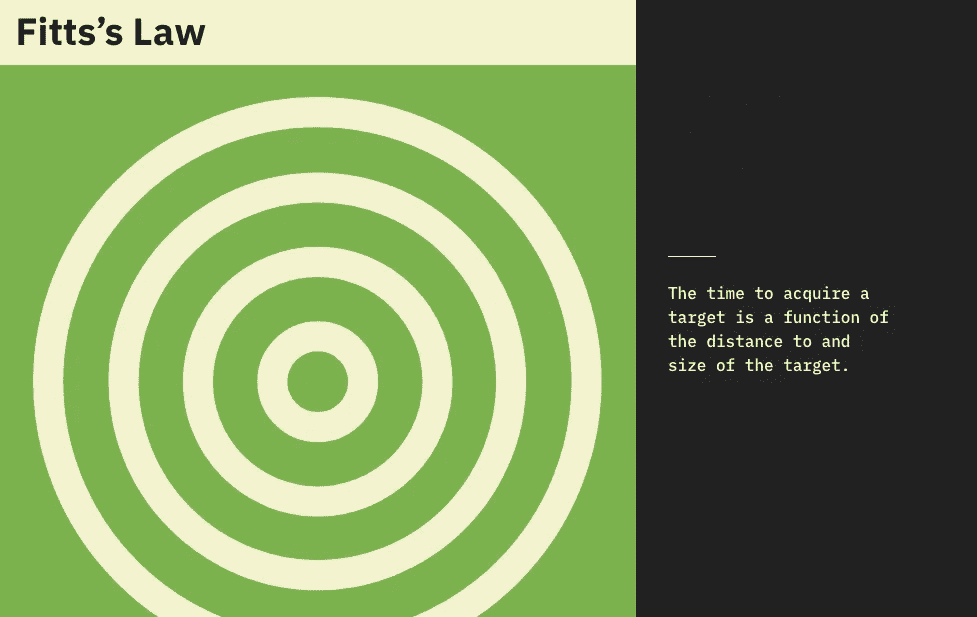 Fitts’s Law
The time to acquire a
target is a function of
the distance to and
size of the target.